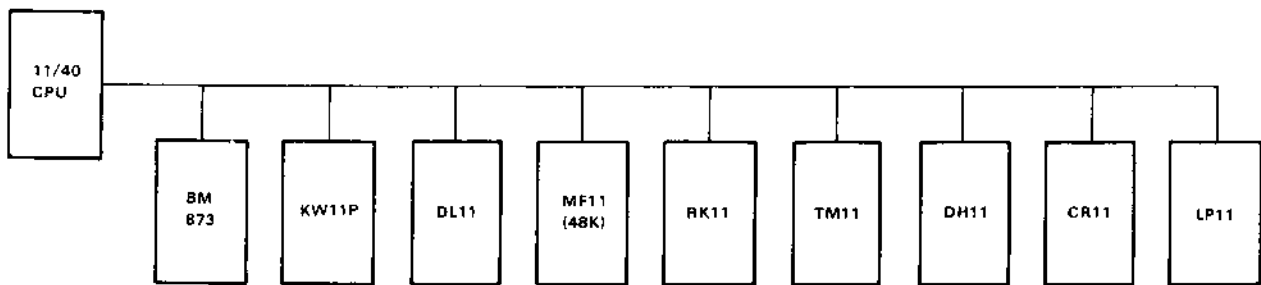 11/40
CPU
BM
873
KW11P
DL11
MF11
(48K)
RK11
TM11
DH11
CR11
LP11